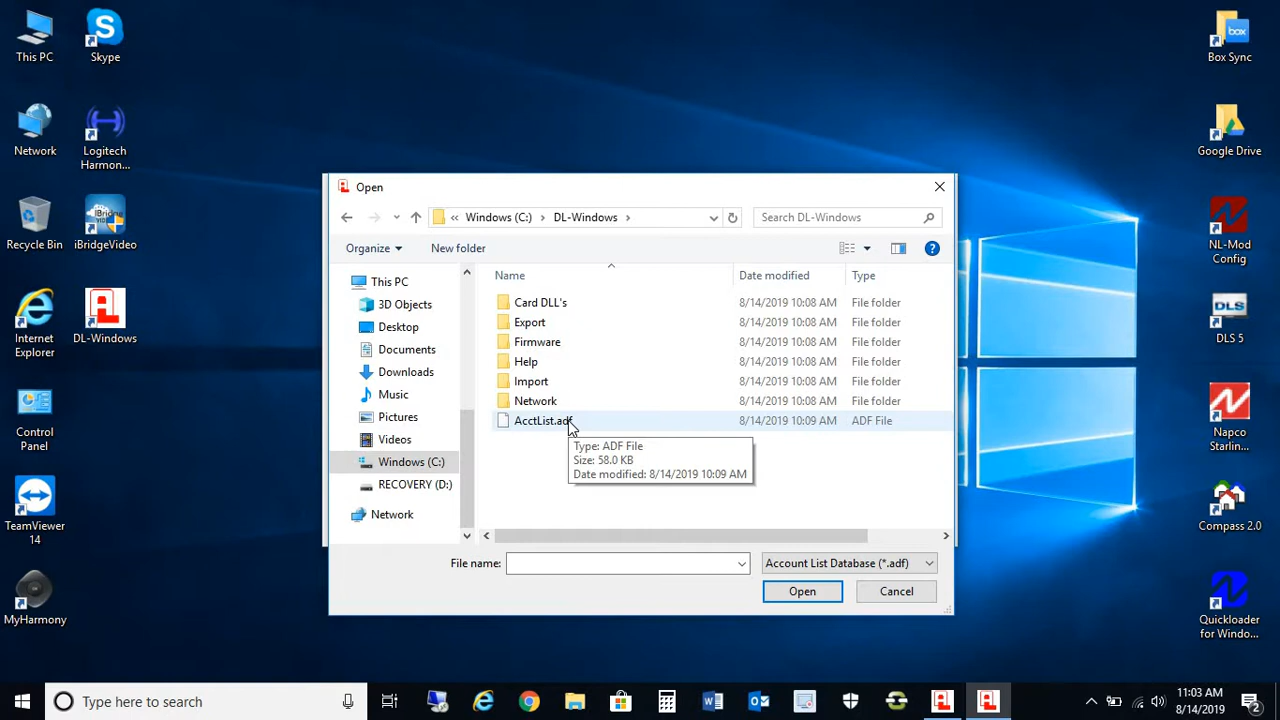 This PC
Skype
Box Sync
Network
Logitech
Harmon...
Google Drive
Recycle Bin
iBridgeVideo
NL-Mod
Config
Internet
Explorer
DL-Windows
DLS 5
Control
Panel
Napco
Starlin...
TeamViewer
14
Compass 2.0
MyHarmony
Quickloader
for Windo...
Open
« Windows (C:) > DL-Windows >
Search DL-Windows
Organize
New folder
Name
Date modified
Type
This PC
3D Objects
Desktop
Documents
Downloads
Music
Pictures
Videos
Windows (C:)
RECOVERY (D:)
Network
Card DLL's 8/14/2019 10:08 AM File folder
Export 8/14/2019 10:08 AM File folder
Firmware 8/14/2019 10:08 AM File folder
Help 8/14/2019 10:08 AM File folder
Import 8/14/2019 10:08 AM File folder
Network 8/14/2019 10:08 AM File folder
AcctList.adf 8/14/2019 10:09 AM ADF File
Type: ADF File
Size: 58.0 KB
Date modified: 8/14/2019 10:09 AM
File name:
Account List Database (*.adf)
Open
Cancel
Type here to search
11:03 AM
8/14/2019
2